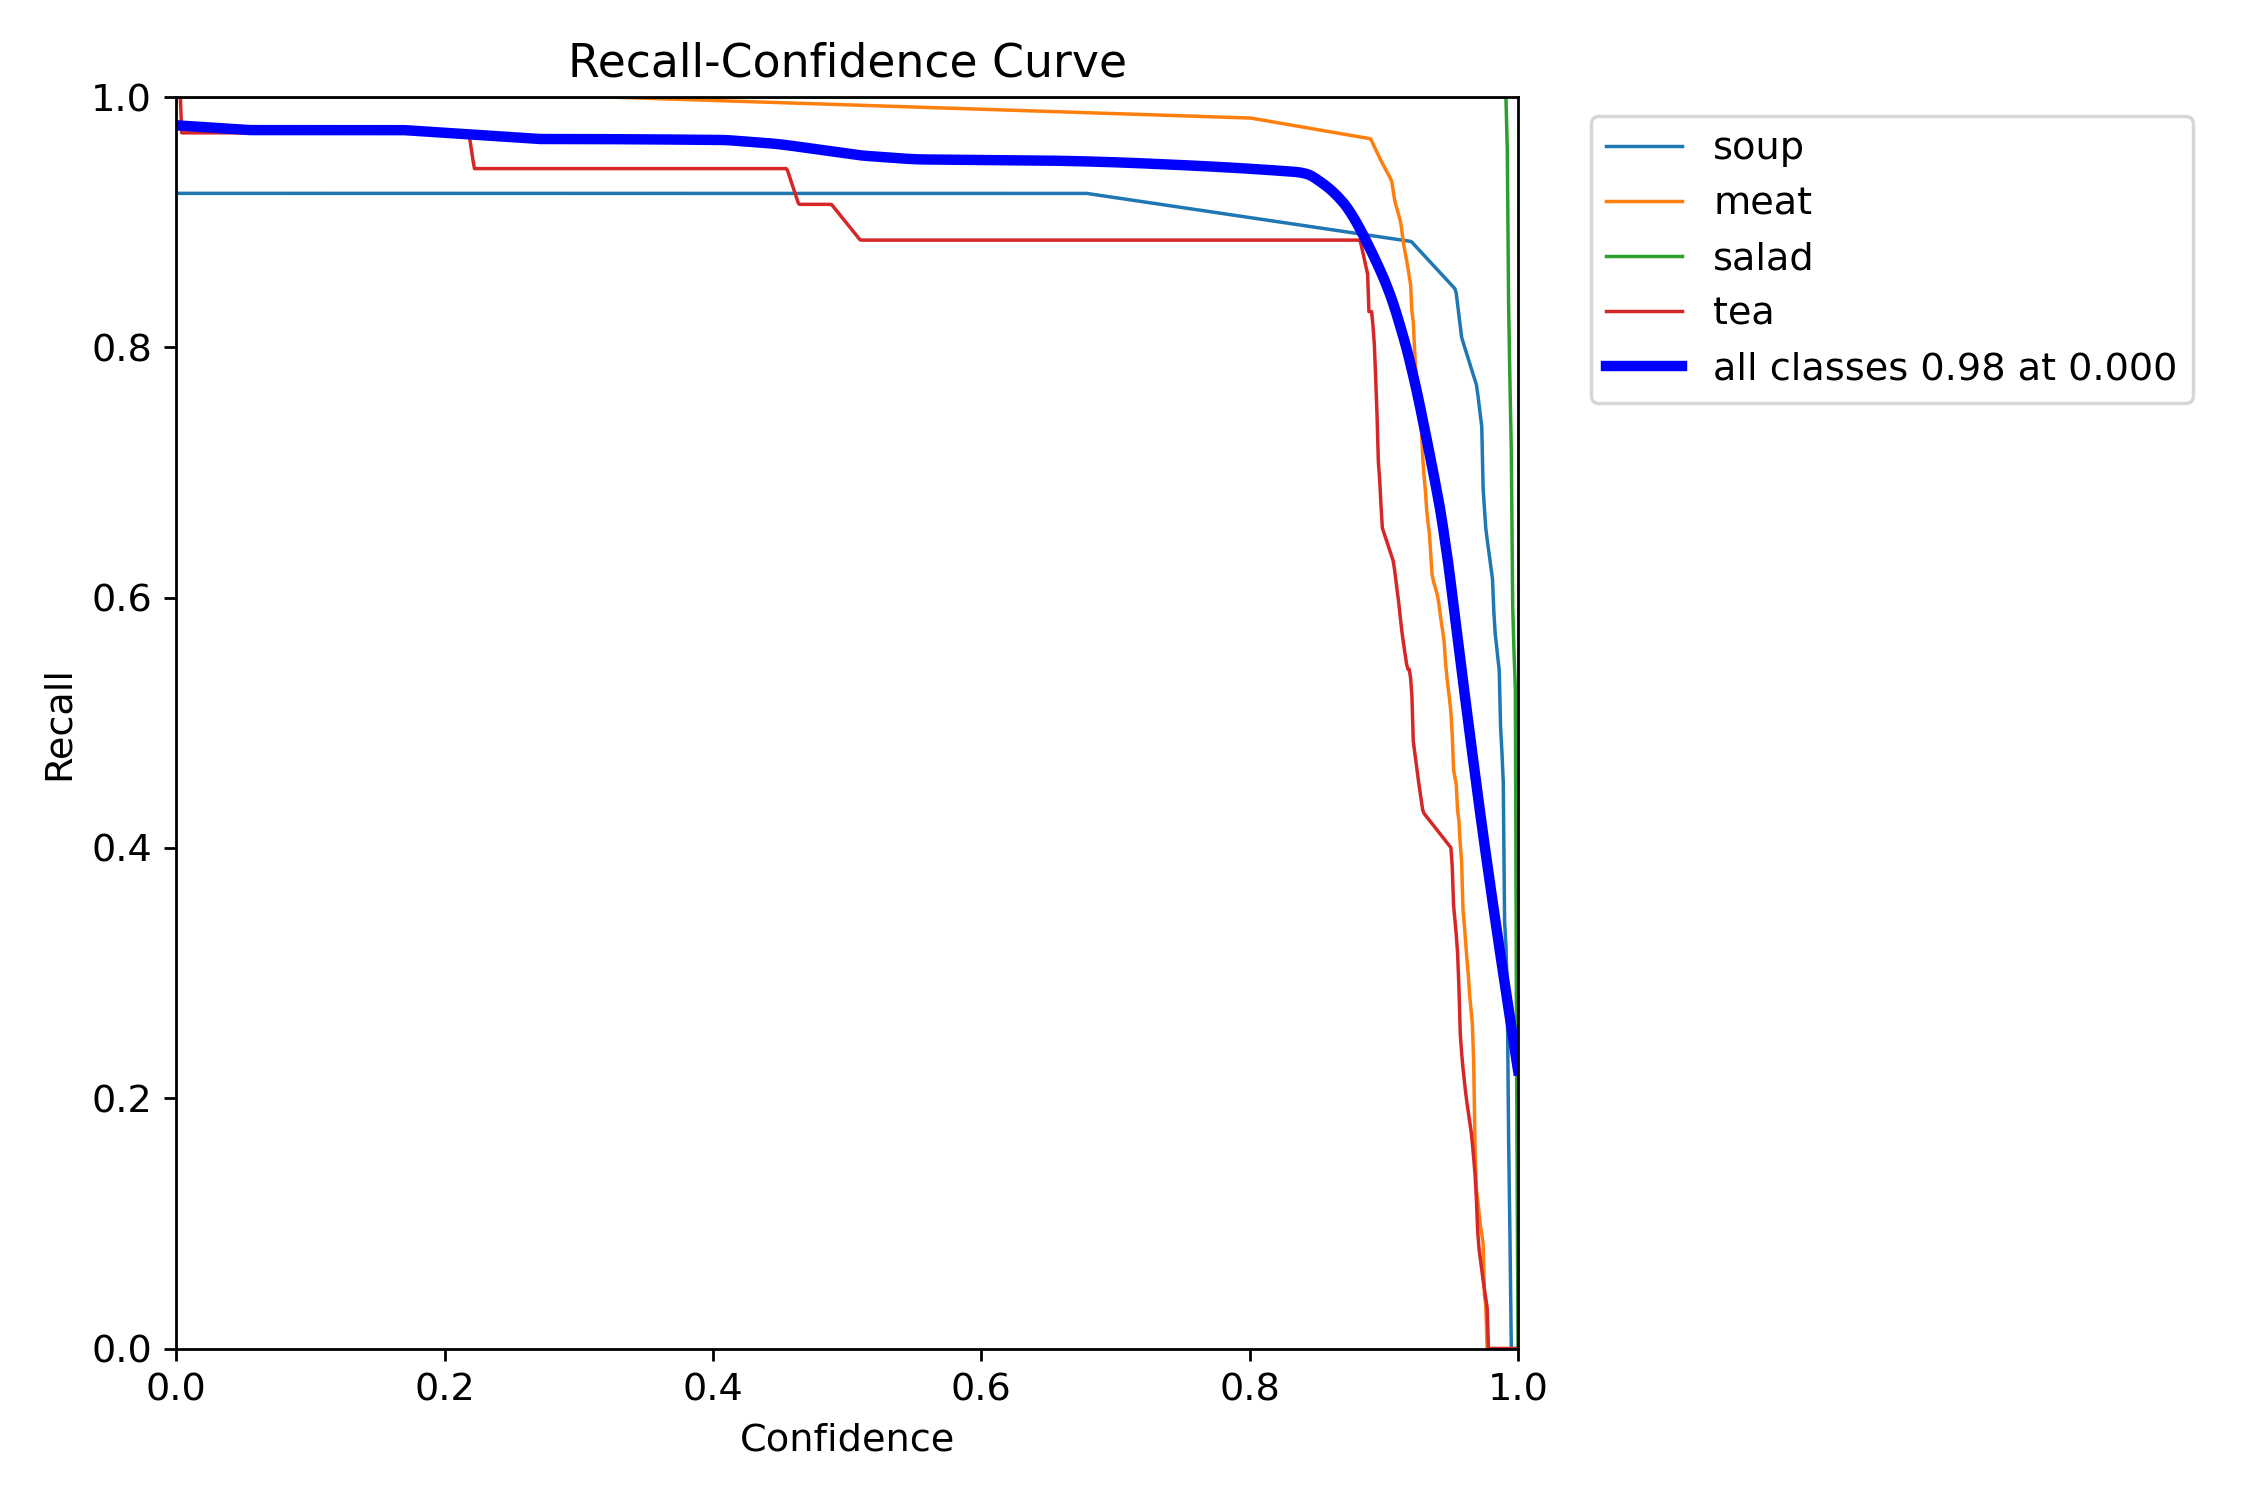 Recall-Confidence Curve
1.0
0.8
0.6
0.4
0.2
0.0
Recall
0.0 0.2 0.4 0.6 0.8 1.0
Confidence
soup
meat
salad
tea
all classes 0.98 at 0.000